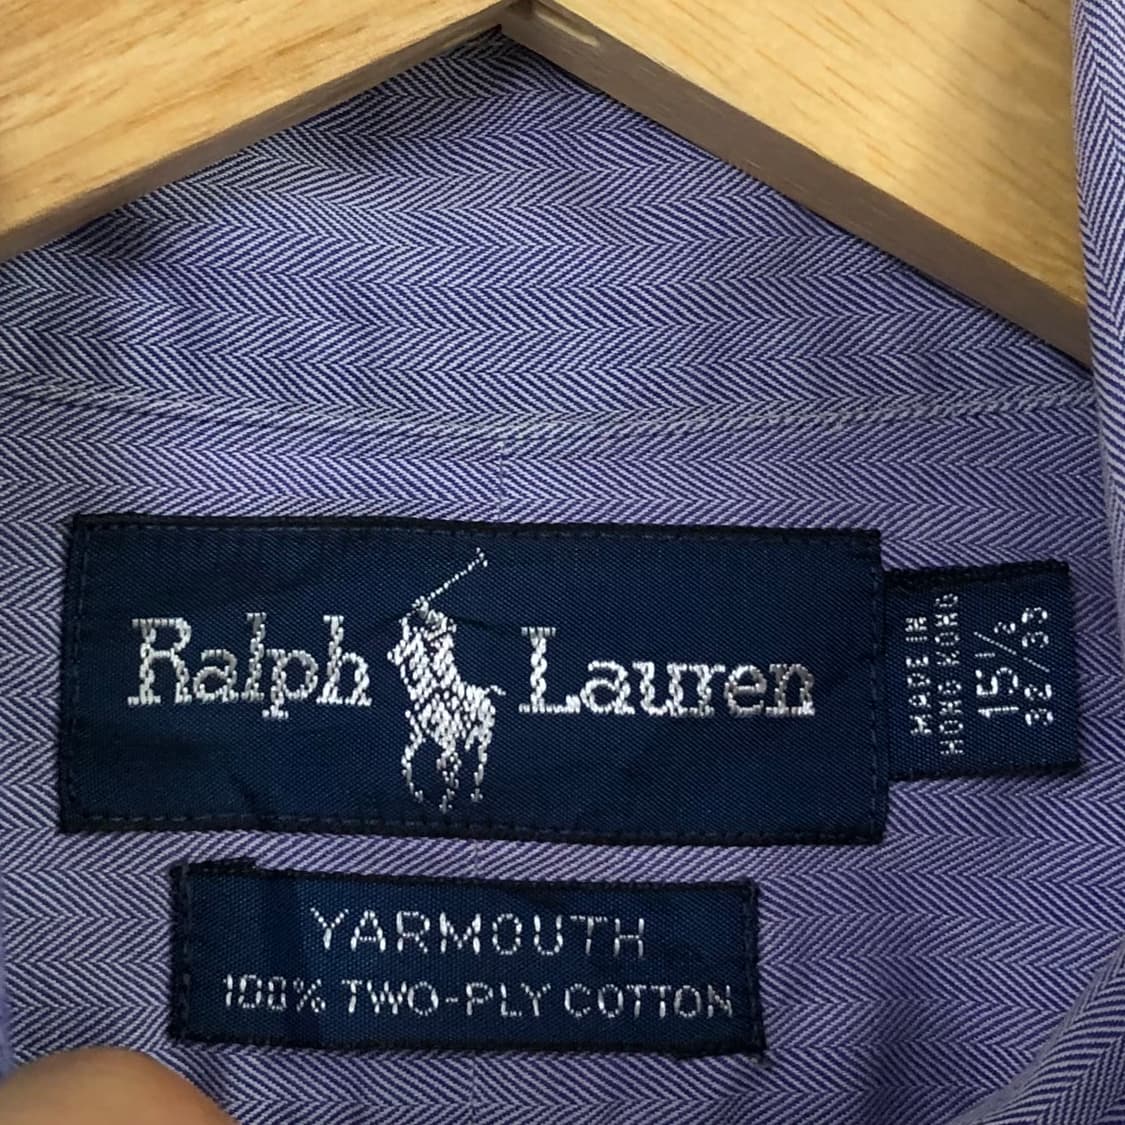 Ralph Lauren
MADE IN
HONG KONG
15 1/2
32/33
YARMOUTH
100% TWO-PLY COTTON